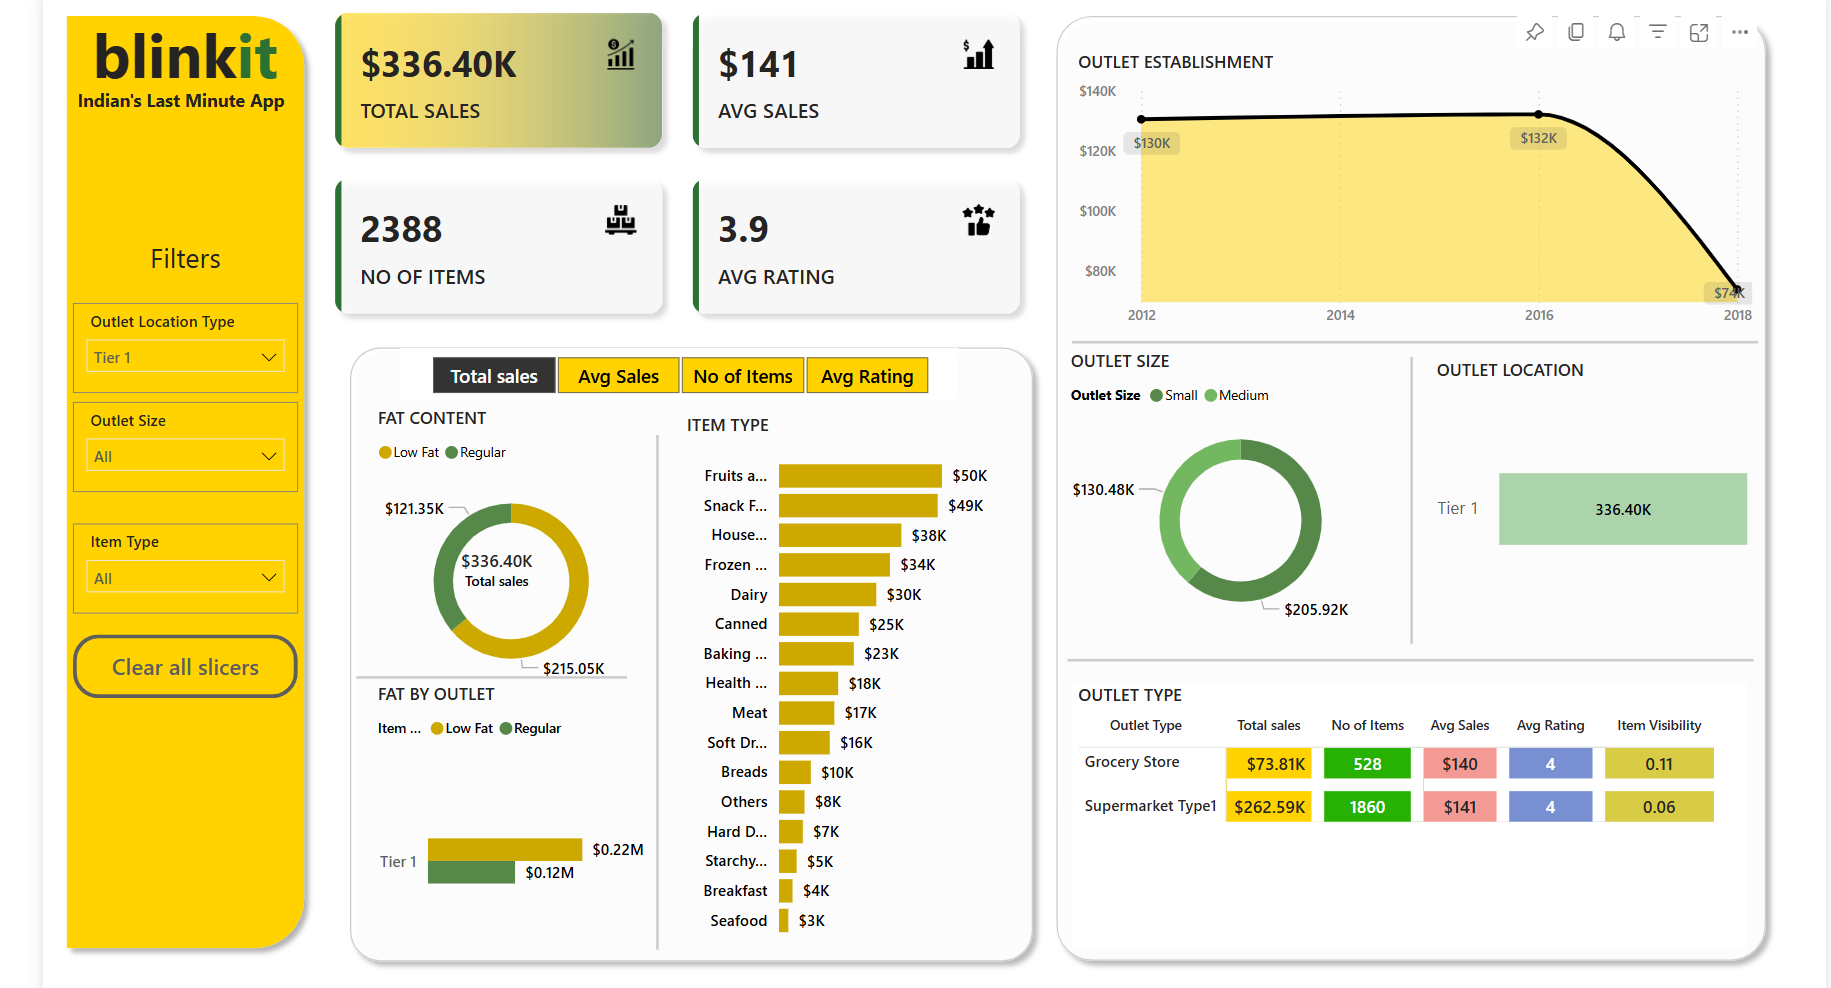 blinkit
Indian's Last Minute App
Filters
Outlet Location Type
Tier 1
Outlet Size
All
Item Type
All
Clear all slicers
$336.40K
TOTAL SALES
$141
AVG SALES
2388
NO OF ITEMS
3.9
AVG RATING
Total sales
Avg Sales
No of Items
Avg Rating
FAT CONTENT
Low Fat Regular
$121.35K
$336.40K
Total sales
$215.05K
FAT BY OUTLET
Item ... Low Fat Regular
Tier 1
$0.22M
$0.12M
ITEM TYPE
Fruits a... $50K
Snack F... $49K
House... $38K
Frozen ... $34K
Dairy $30K
Canned $25K
Baking ... $23K
Health ... $18K
Meat $17K
Soft Dr... $16K
Breads $10K
Others $8K
Hard D... $7K
Starchy... $5K
Breakfast $4K
Seafood $3K
OUTLET ESTABLISHMENT
$140K
$120K
$100K
$80K
$130K
$132K
$74K
2012 2014 2016 2018
OUTLET SIZE
Outlet Size Small Medium
$130.48K
$205.92K
OUTLET LOCATION
Tier 1 336.40K
OUTLET TYPE
Outlet Type Total sales No of Items Avg Sales Avg Rating Item Visibility
Grocery Store $73.81K 528 $140 4 0.11
Supermarket Type1 $262.59K 1860 $141 4 0.06